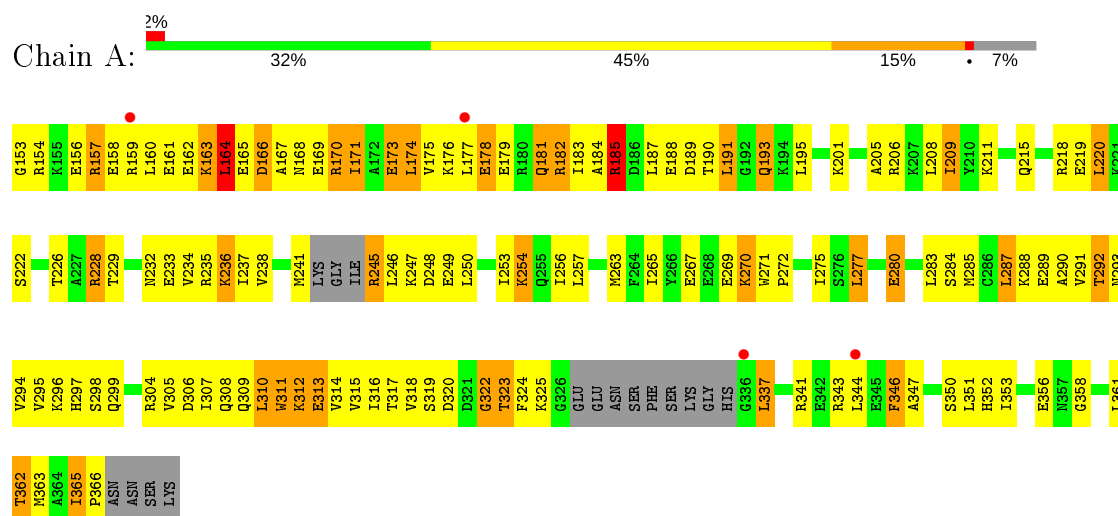 2%
Chain A:
32% 45% 15% • 7%
G153 R154 K155 E156 R157 E158 R159 L160 E161 E162 K163 L164 E165 D166 A167 N168 E169 R170 I171 A172 E173 L174 V175 K176 L177 E178 E179 R180 Q181 R182 I183 A184 R185 D186 L187 E188 D189 T190 L191 G192 Q193 K194 L195 K201 A205 R206 K207 L208 I209 Y210 K211 Q215 R218 E219 L220 K221
S222 T226 A227 R228 T229 N232 E233 V234 R235 K236 I237 V238 M241 LYS GLY ILE R245 L246 K247 D248 E249 L250 I253 K254 Q255 I256 L257 M263 F264 I265 Y266 E267 E268 E269 K270 W271 P272 I275 S276 L277 E280 L283 S284 M285 C286 L287 K288 E289 A290 V291 T292 N293
V294 V295 K296 H297 S298 Q299 R304 V305 D306 I307 Q308 Q309 L310 W311 K312 E313 V314 V315 I316 T317 V318 S319 D320 D321 G322 T323 F324 K325 G326 GLU GLU ASN SER PHE SER LYS GLY HIS G336 L337 R341 E342 R343 L344 E345 F346 A347 S350 L351 H352 I353 E356 N357 G358 L361
T362 M363 A364 I365 P366 ASN ASN SER LYS